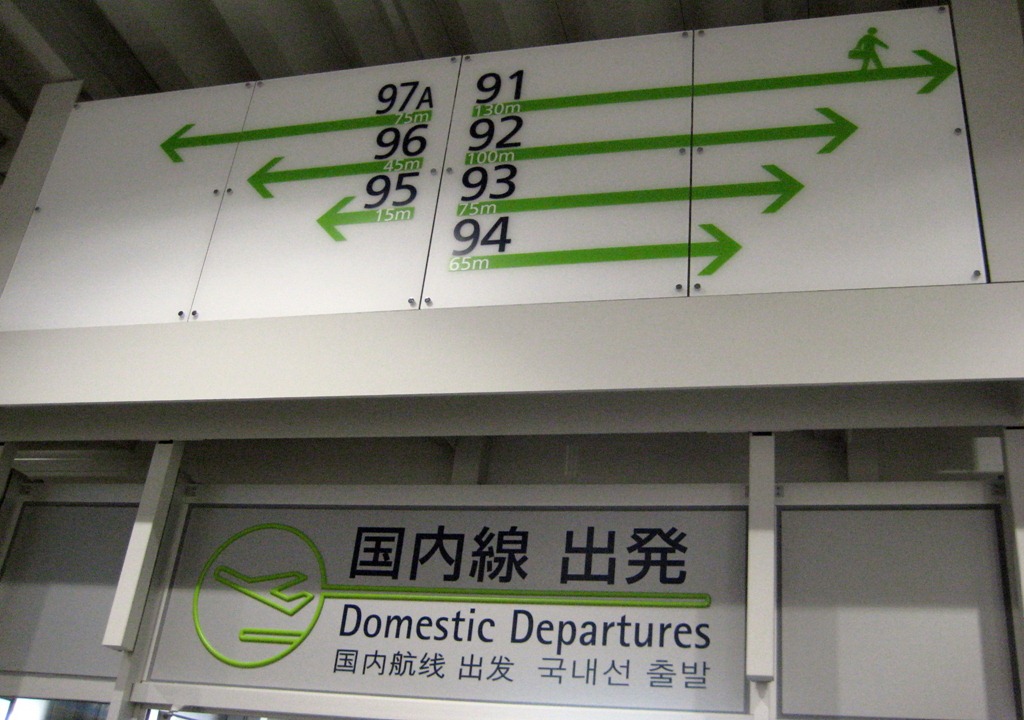 97A
75m
96
45m
95
15m
91
130m
92
100m
93
75m
94
65m
国内線 出発
Domestic Departures
国内航线 出发 국내선 출발